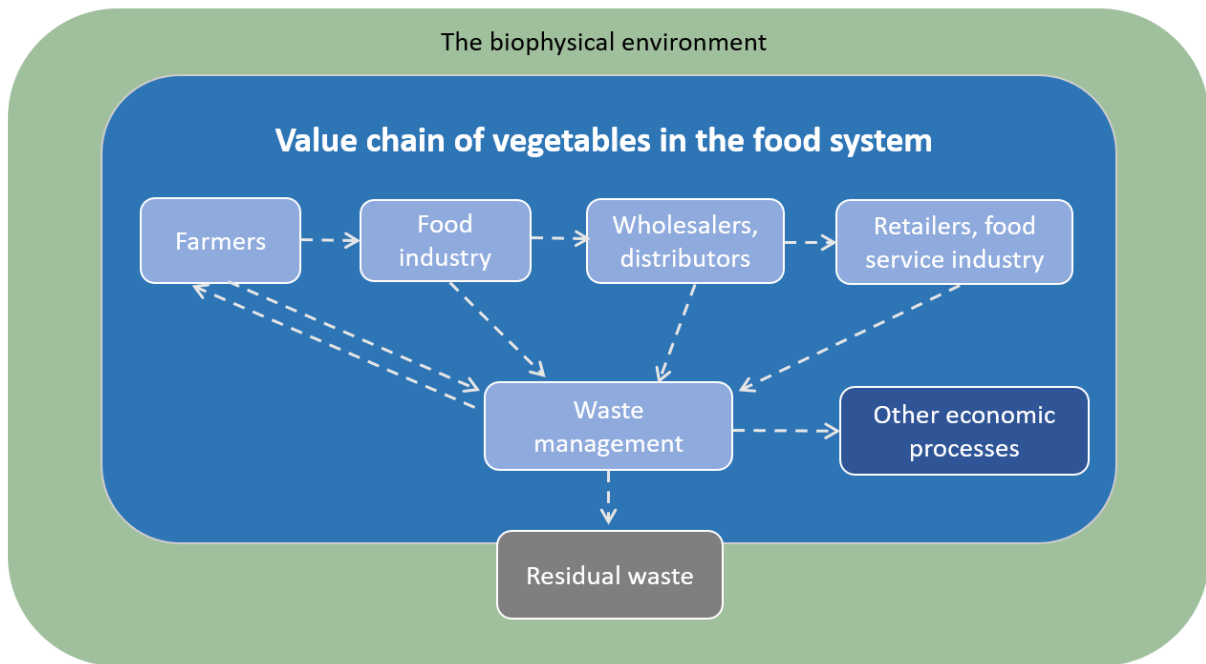 The biophysical environment
Value chain of vegetables in the food system
Farmers
Food
industry
Wholesalers,
distributors
Retailers, food
service industry
Waste
management
Other economic
processes
Residual waste